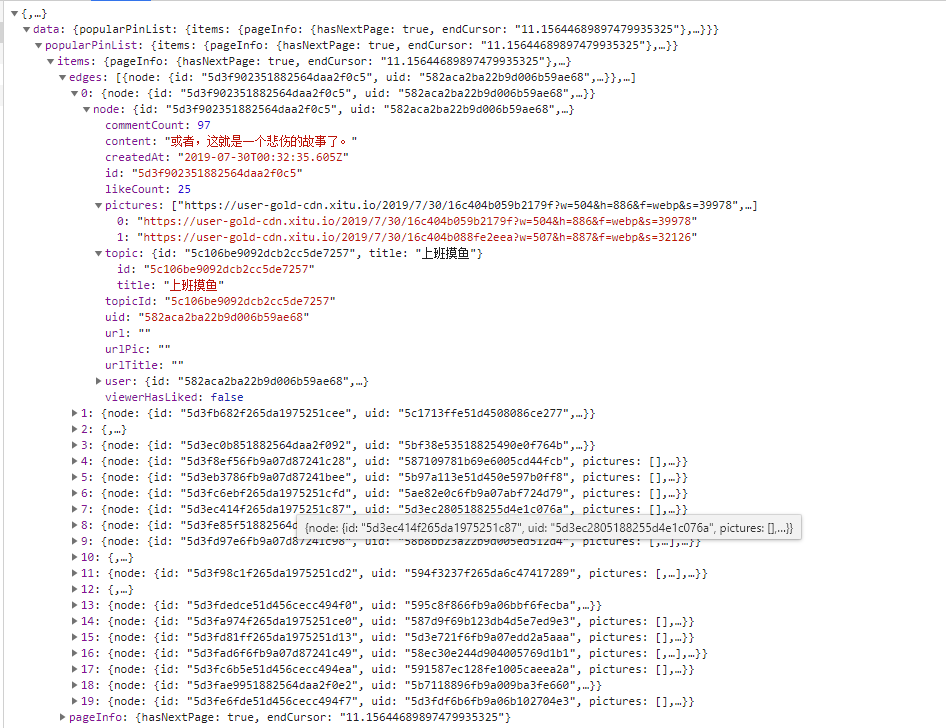 {,…}
data: {popularPinList: {items: {pageInfo: {hasNextPage: true, endCursor: "11.15644689897479935325"},…}}}
popularPinList: {items: {pageInfo: {hasNextPage: true, endCursor: "11.15644689897479935325"},…}}
items: {pageInfo: {hasNextPage: true, endCursor: "11.15644689897479935325"},…}
edges: [{node: {id: "5d3f902351882564daa2f0c5", uid: "582aca2ba22b9d006b59ae68",…}},…]
0: {node: {id: "5d3f902351882564daa2f0c5", uid: "582aca2ba22b9d006b59ae68",…}}
node: {id: "5d3f902351882564daa2f0c5", uid: "582aca2ba22b9d006b59ae68",…}
commentCount: 97
content: "或者，这就是一个悲伤的故事了。"
createdAt: "2019-07-30T00:32:35.605Z"
id: "5d3f902351882564daa2f0c5"
likeCount: 25
pictures: ["https://user-gold-cdn.xitu.io/2019/7/30/16c404b059b2179f?w=504&h=886&f=webp&s=39978",…]
0: "https://user-gold-cdn.xitu.io/2019/7/30/16c404b059b2179f?w=504&h=886&f=webp&s=39978"
1: "https://user-gold-cdn.xitu.io/2019/7/30/16c404b088fe2eea?w=507&h=887&f=webp&s=32126"
topic: {id: "5c106be9092dcb2cc5de7257", title: "上班摸鱼"}
id: "5c106be9092dcb2cc5de7257"
title: "上班摸鱼"
topicId: "5c106be9092dcb2cc5de7257"
uid: "582aca2ba22b9d006b59ae68"
url: ""
urlPic: ""
urlTitle: ""
user: {id: "582aca2ba22b9d006b59ae68",…}
viewerHasLiked: false
1: {node: {id: "5d3fb682f265da1975251cee", uid: "5c1713ffe51d4508086ce277",…}}
2: {,…}
3: {node: {id: "5d3ec0b851882564daa2f092", uid: "5bf38e53518825490e0f764b",…}}
4: {node: {id: "5d3f8ef56fb9a07d87241c28", uid: "587109781b69e6005cd44fcb", pictures: [],…}}
5: {node: {id: "5d3eb3786fb9a07d87241bee", uid: "5b97a113e51d450e597b0ff8", pictures: [],…}}
6: {node: {id: "5d3fc6ebf265da1975251cfd", uid: "5ae82e0c6fb9a07abf724d79", pictures: [],…}}
7: {node: {id: "5d3ec414f265da1975251c87", uid: "5d3ec2805188255d4e1c076a", pictures: [],…}}
8: {node: {id: "5d3fe85f51882564d
{node: {id: "5d3ec414f265da1975251c87", uid: "5d3ec2805188255d4e1c076a", pictures: [],…}}
9: {node: {id: "5d3fd97e6fb9a07d87241c98", uid: "58b8bb23a22b9d005ed512d4", pictures: [,…],…}}
10: {,…}
11: {node: {id: "5d3f98c1f265da1975251cd2", uid: "594f3237f265da6c47417289", pictures: [,…],…}}
12: {,…}
13: {node: {id: "5d3fdedce51d456cecc494f0", uid: "595c8f866fb9a06bbf6fecba",…}}
14: {node: {id: "5d3fa974f265da1975251ce0", uid: "587d9f69b123db4d5e7ed9e3", pictures: [],…}}
15: {node: {id: "5d3fd81ff265da1975251d13", uid: "5d3e721f6fb9a07edd2a5aaa", pictures: [],…}}
16: {node: {id: "5d3fad6f6fb9a07d87241c49", uid: "58ec30e244d904005769d1b1", pictures: [,…],…}}
17: {node: {id: "5d3fc6b5e51d456cecc494ea", uid: "591587ec128fe1005caeea2a", pictures: [],…}}
18: {node: {id: "5d3fae9951882564daa2f0e2", uid: "5b7118896fb9a009ba3fe660",…}}
19: {node: {id: "5d3fe6fde51d456cecc494f7", uid: "5d3fdf6b6fb9a06b102704e3", pictures: [],…}}
pageInfo: {hasNextPage: true, endCursor: "11.15644689897479935325"}